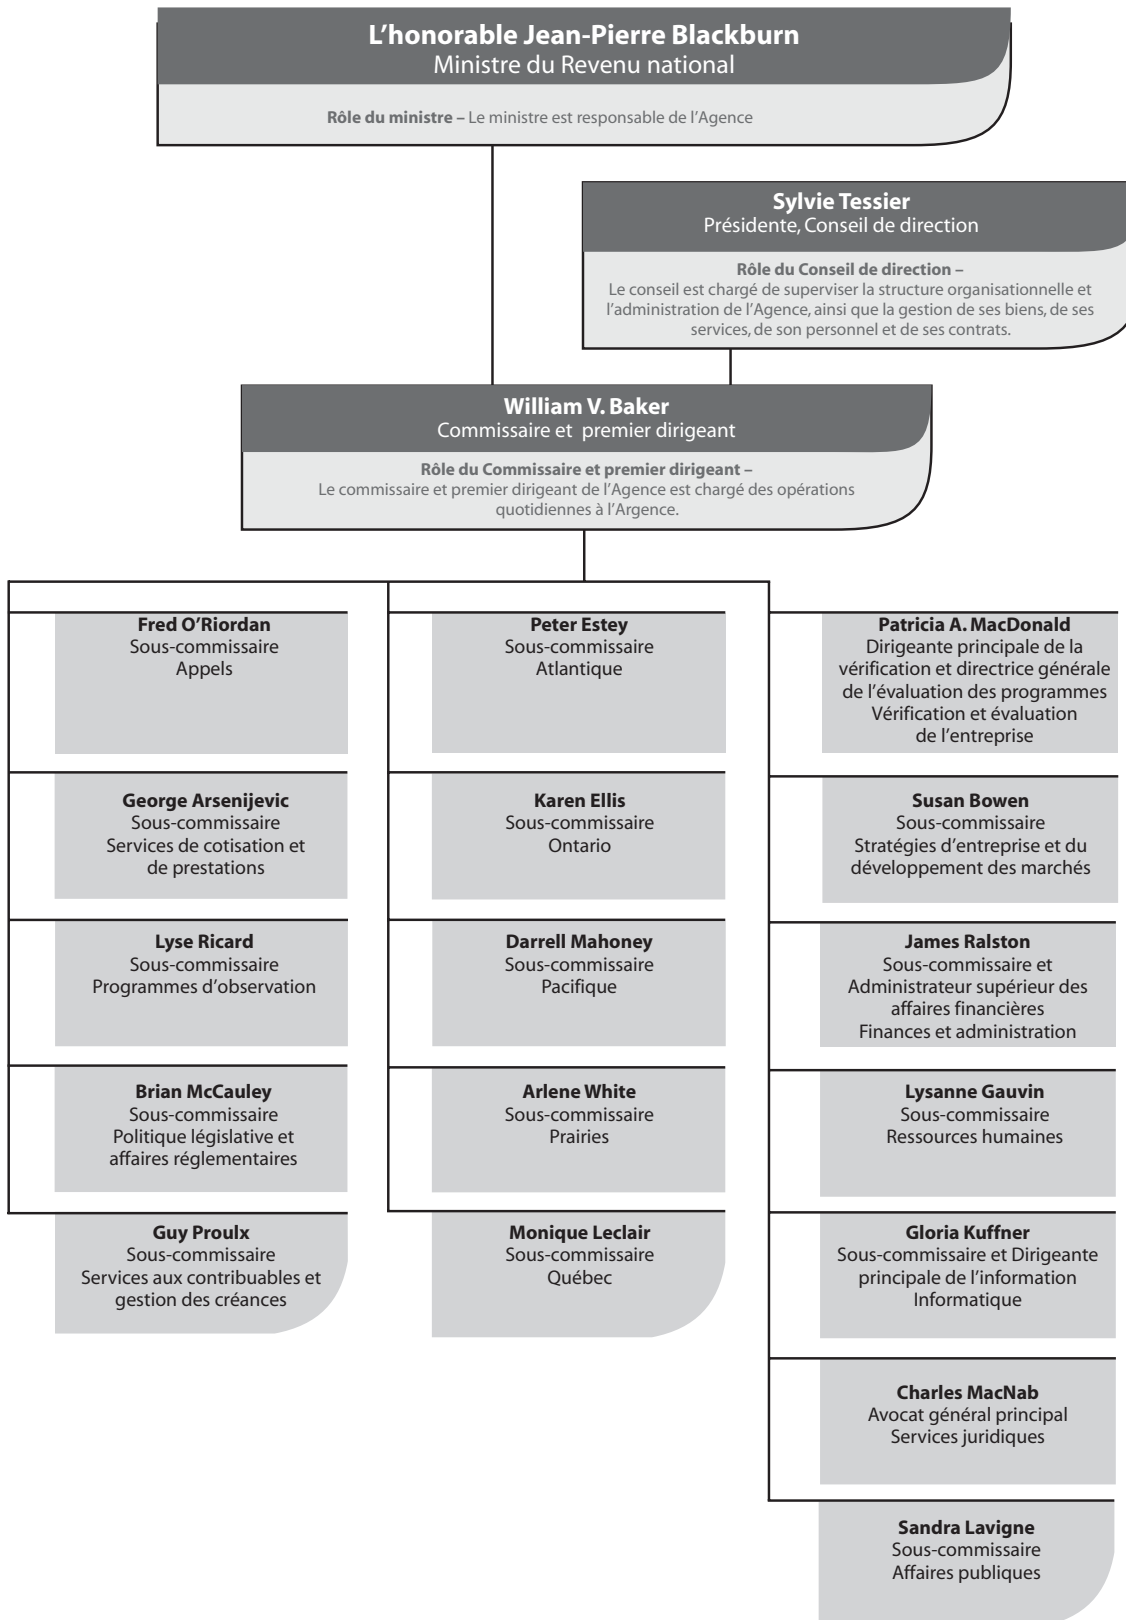 L'honorable Jean-Pierre Blackburn
Ministre du Revenu national
Rôle du ministre – Le ministre est responsable de l'Agence
Sylvie Tessier
Présidente, Conseil de direction
Rôle du Conseil de direction –
Le conseil est chargé de superviser la structure organisationnelle et
l'administration de l'Agence, ainsi que la gestion de ses biens, de ses
services, de son personnel et de ses contrats.
William V. Baker
Commissaire et premier dirigeant
Rôle du Commissaire et premier dirigeant –
Le commissaire et premier dirigeant de l'Agence est chargé des opérations
quotidiennes à l'Argence.
Fred O'Riordan
Sous-commissaire
Appels
George Arsenijevic
Sous-commissaire
Services de cotisation et
de prestations
Lyse Ricard
Sous-commissaire
Programmes d'observation
Brian McCauley
Sous-commissaire
Politique législative et
affaires réglementaires
Guy Proulx
Sous-commissaire
Services aux contribuables et
gestion des créances
Peter Estey
Sous-commissaire
Atlantique
Karen Ellis
Sous-commissaire
Ontario
Darrell Mahoney
Sous-commissaire
Pacifique
Arlene White
Sous-commissaire
Prairies
Monique Leclair
Sous-commissaire
Québec
Patricia A. MacDonald
Dirigeante principale de la
vérification et directrice générale
de l'évaluation des programmes
Vérification et évaluation
de l'entreprise
Susan Bowen
Sous-commissaire
Stratégies d'entreprise et du
développement des marchés
James Ralston
Sous-commissaire et
Administrateur supérieur des
affaires financières
Finances et administration
Lysanne Gauvin
Sous-commissaire
Ressources humaines
Gloria Kuffner
Sous-commissaire et Dirigeante
principale de l'information
Informatique
Charles MacNab
Avocat général principal
Services juridiques
Sandra Lavigne
Sous-commissaire
Affaires publiques